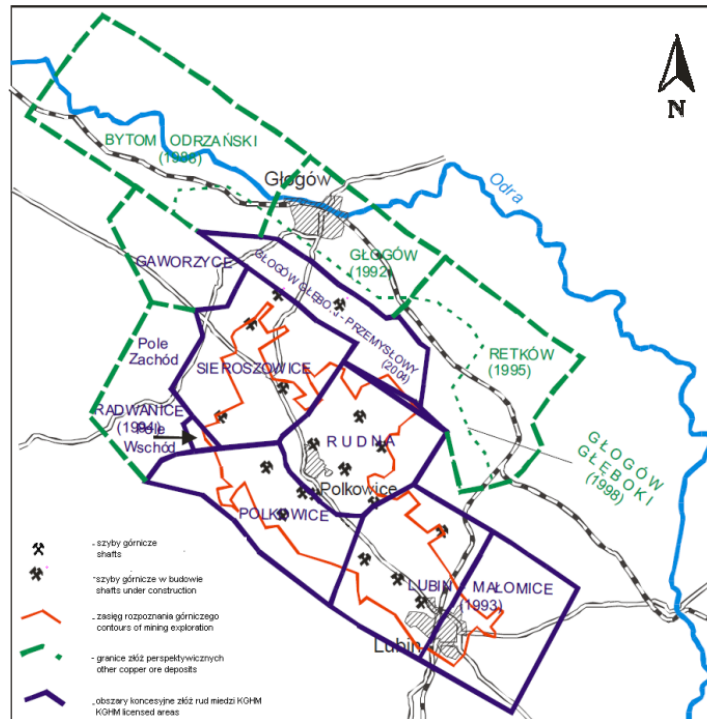 N
BYTOM ODRZAŃSKI
Głogów
Odra
GŁOGÓW
(1992)
GAWORZYCE
GŁOGÓW GŁĘBOKI - PRZEMYSŁOWY
(2004)
RETKÓW
(1995)
Pole
Zachód
SIEROSZOWICE
RADWANICE
Pole
Wschód
RUDNA
GŁOGÓW
GŁĘBOKI
(1998)
Polkowice
POLKOWICE
LUBIN
MAŁOMICE
(1993)
Lubin
- szyby górnicze
shafts
- szyby górnicze w budowie
shafts under construction
- zasięg rozpoznania górniczego
contours of mining exploration
- granice złóż perspektywicznych
other copper ore deposits
- obszary koncesyjne złóż rud miedzi KGHM
KGHM licensed areas